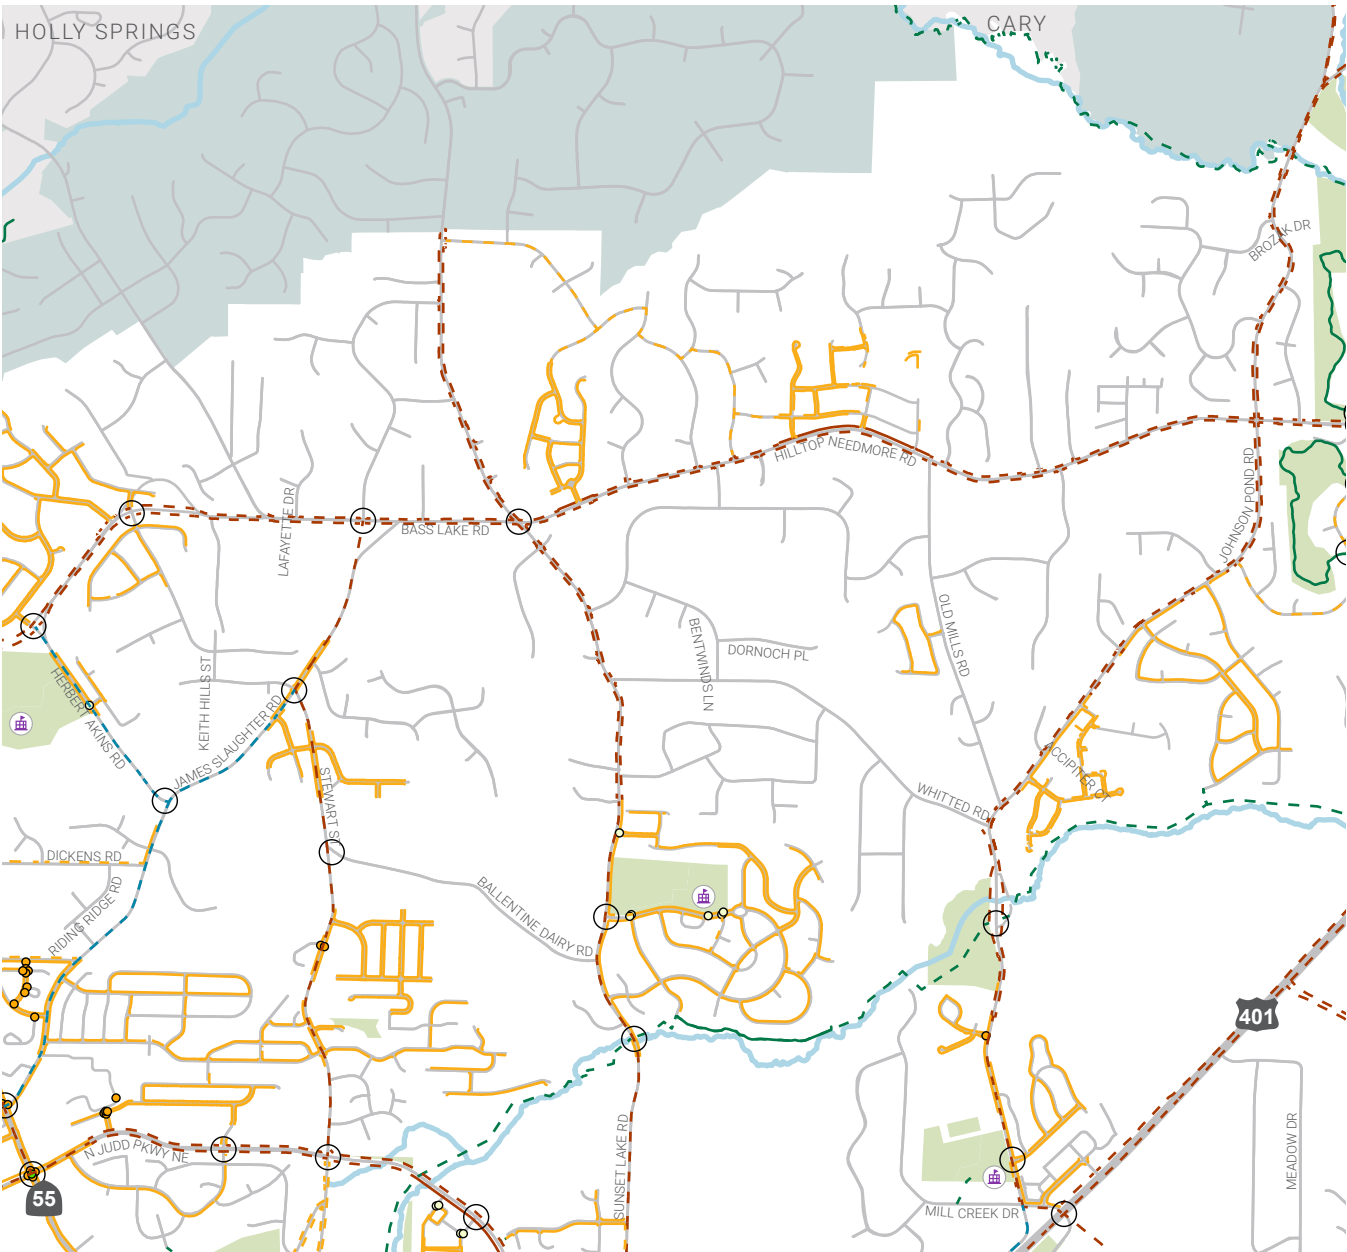 HOLLY SPRINGS
CARY
BROZAK DR
HILLTOP NEEDMORE RD
JOHNSON POND RD
LAFAYETTE DR
BASS LAKE RD
OLD MILLS RD
BENTWINDS LN
DORNOCH PL
HERBERT AKINS RD
KEITH HILLS ST
JAMES SLAUGHTER RD
STEWART ST
ACCIPITER CT
WHITTED RD
DICKENS RD
RIDING RIDGE RD
BALLENTINE DAIRY RD
401
N JUDD PKWY NE
SUNSET LAKE RD
MEADOW DR
55
MILL CREEK DR